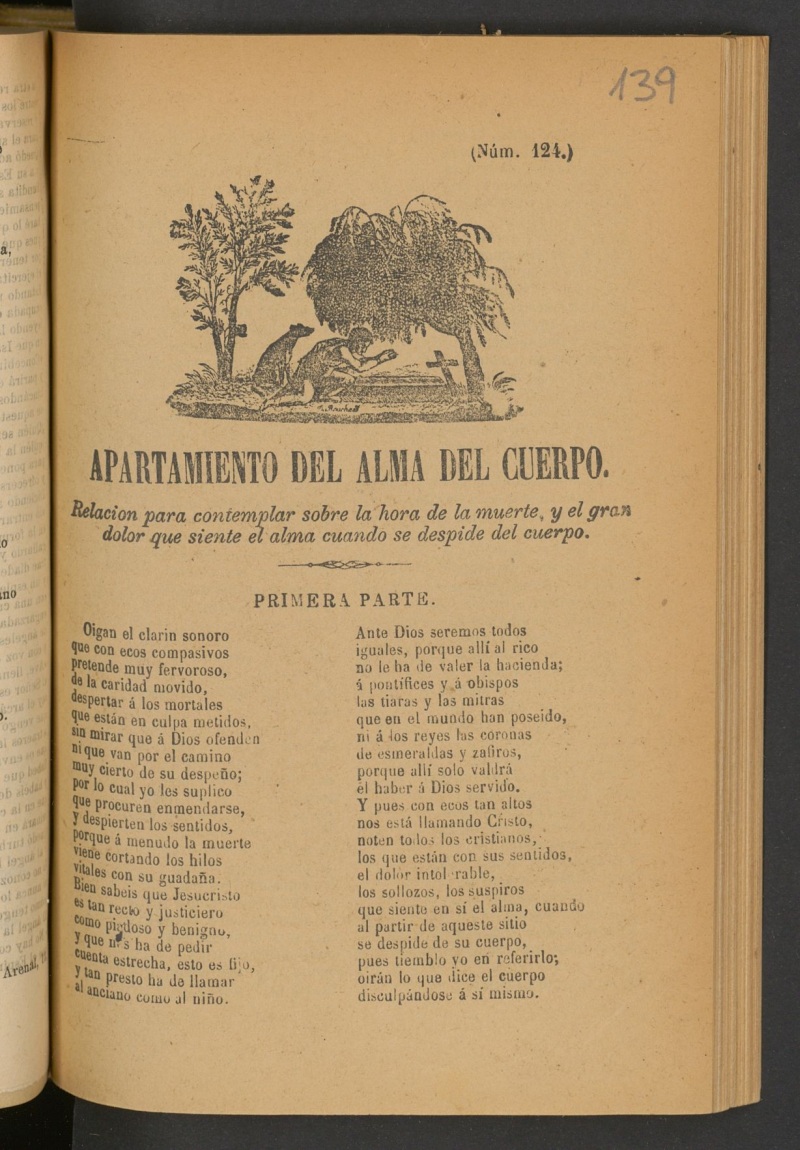 139
(Núm. 124.)
APARTAMIENTO DEL ALMA DEL CUERPO.
Relacion para contemplar sobre la hora de la muerte, y el gran
dolor que siente el alma cuando se despide del cuerpo.
PRIMERA PARTE.
Oigan el clarin sonoro
que con ecos compasivos
pretende muy fervoroso,
de la caridad movido,
despertar á los mortales
que están en culpa metidos,
sin mirar que á Dios ofenden
ni que van por el camino
muy cierto de su despeño;
por lo cual yo les suplico
que procuren enmendarse,
y despierten los sentidos,
porque á menudo la muerte
viene cortando los hilos
vitales con su guadaña.
Bien sabeis que Jesucristo
es tan recto y justiciero
como piadoso y benigno,
y que nos ha de pedir
cuenta estrecha, esto es fijo,
y tan presto ha de llamar
al anciano como al niño.
Ante Dios seremos todos
iguales, porque allí al rico
no le ha de valer la hacienda;
á pontífices y á obispos
las tiaras y las mitras
que en el mundo han poseido,
ni á los reyes las coronas
de esmeraldas y zafiros,
porque allí solo valdrá
el haber á Dios servido.
Y pues con ecos tan altos
nos está llamando Cristo,
noten todos los cristianos,
los que están con sus sentidos,
el dolor intolerable,
los sollozos, los suspiros
que siente en sí el alma, cuando
al partir de aqueste sitio
se despide de su cuerpo,
pues tiemblo yo en referirlo;
oirán lo que dice el cuerpo
disculpándose á sí mismo.
Arenal,